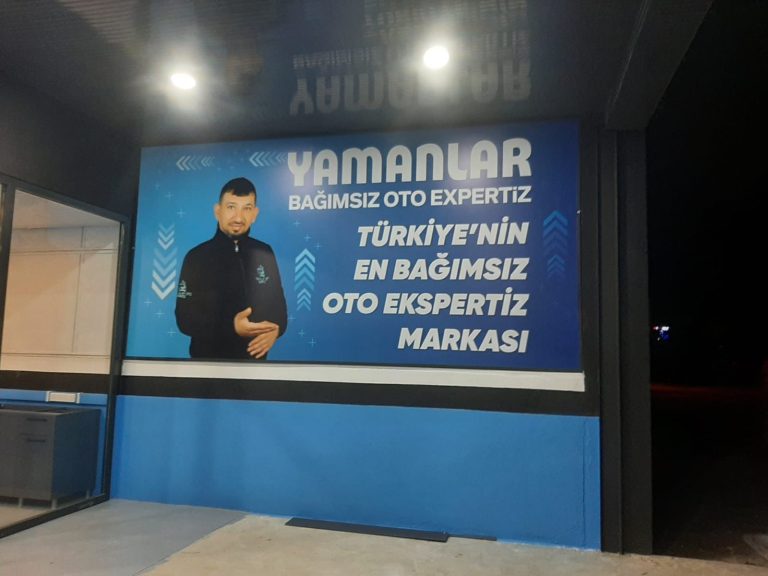 YAMANLAR
BAĞIMSIZ OTO EXPERTİZ
TÜRKİYE'NİN
EN BAĞIMSIZ
OTO EKSPERTİZ
MARKASI